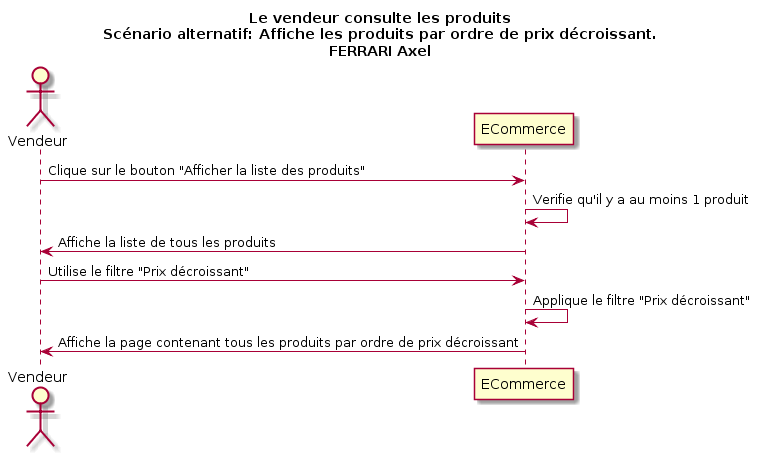 Le vendeur consulte les produits
Scénario alternatif: Affiche les produits par ordre de prix décroissant.
FERRARI Axel
Vendeur
ECommerce
Clique sur le bouton "Afficher la liste des produits"
Verifie qu'il y a au moins 1 produit
Affiche la liste de tous les produits
Utilise le filtre "Prix décroissant"
Applique le filtre "Prix décroissant"
Affiche la page contenant tous les produits par ordre de prix décroissant
Vendeur
ECommerce